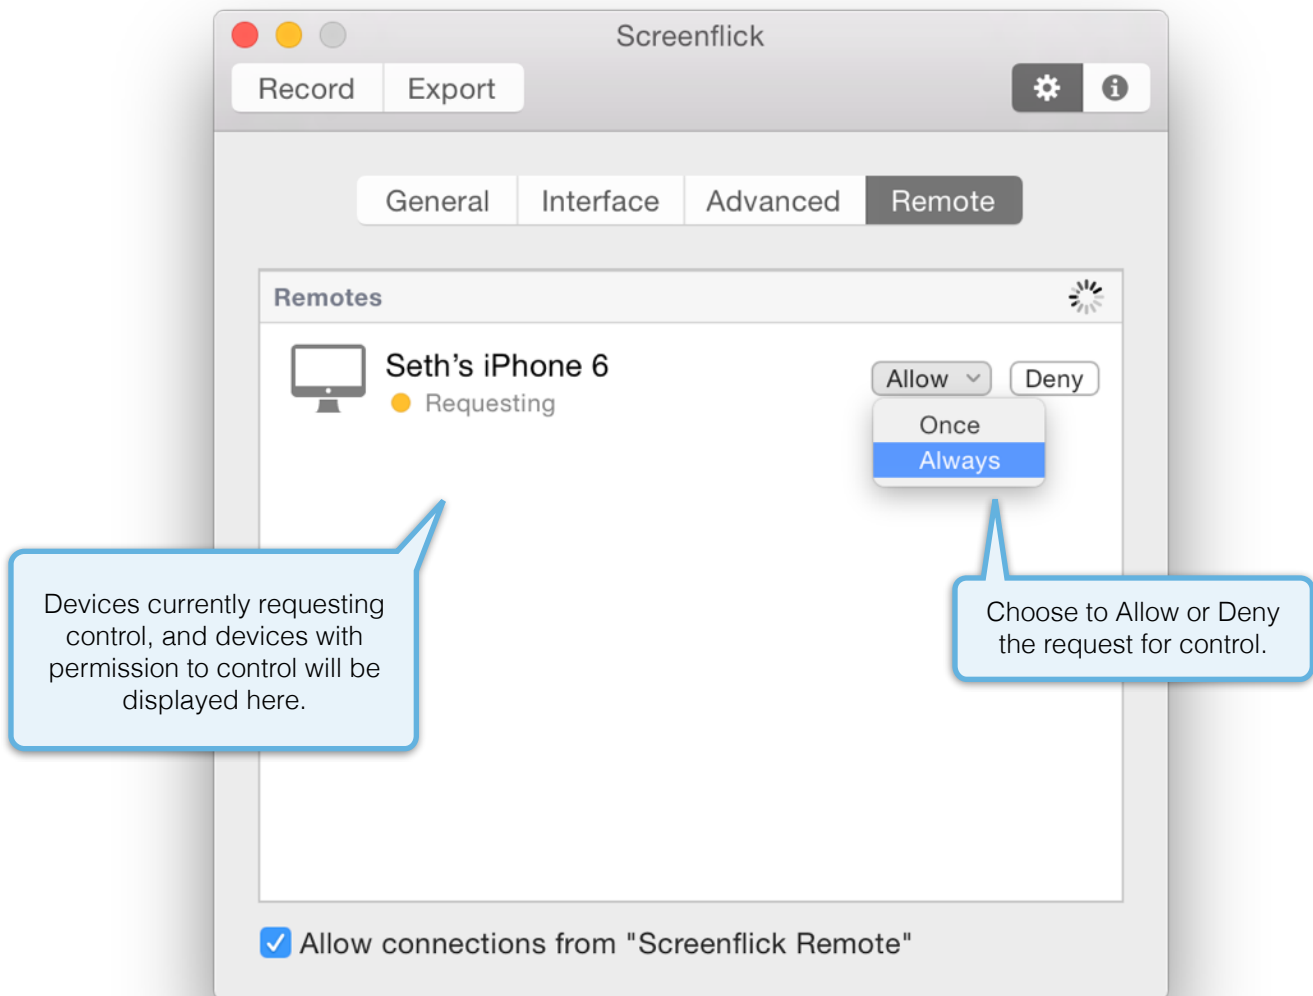 Screenflick
Record Export
General Interface Advanced Remote
Remotes
Seth's iPhone 6
Requesting
Allow Deny
Once
Always
Devices currently requesting
control, and devices with
permission to control will be
displayed here.
Choose to Allow or Deny
the request for control.
Allow connections from "Screenflick Remote"